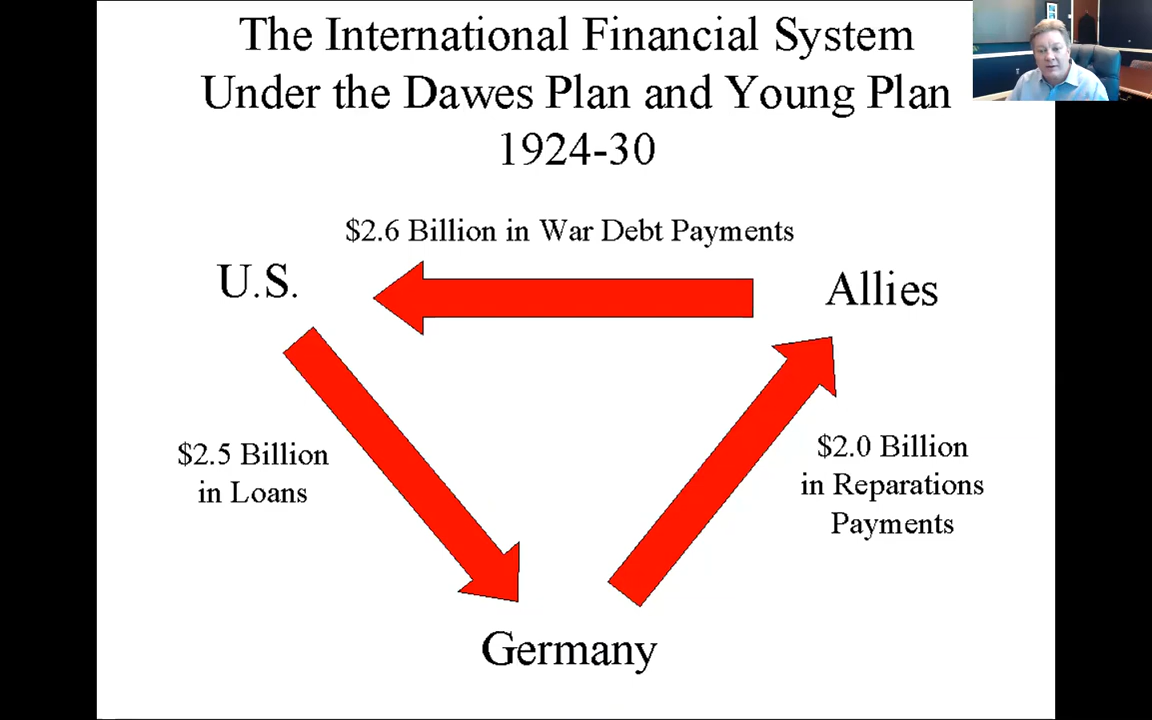 The International Financial System
Under the Dawes Plan and Young Plan
1924-30
$2.6 Billion in War Debt Payments
U.S.
Allies
$2.5 Billion
in Loans
$2.0 Billion
in Reparations
Payments
Germany